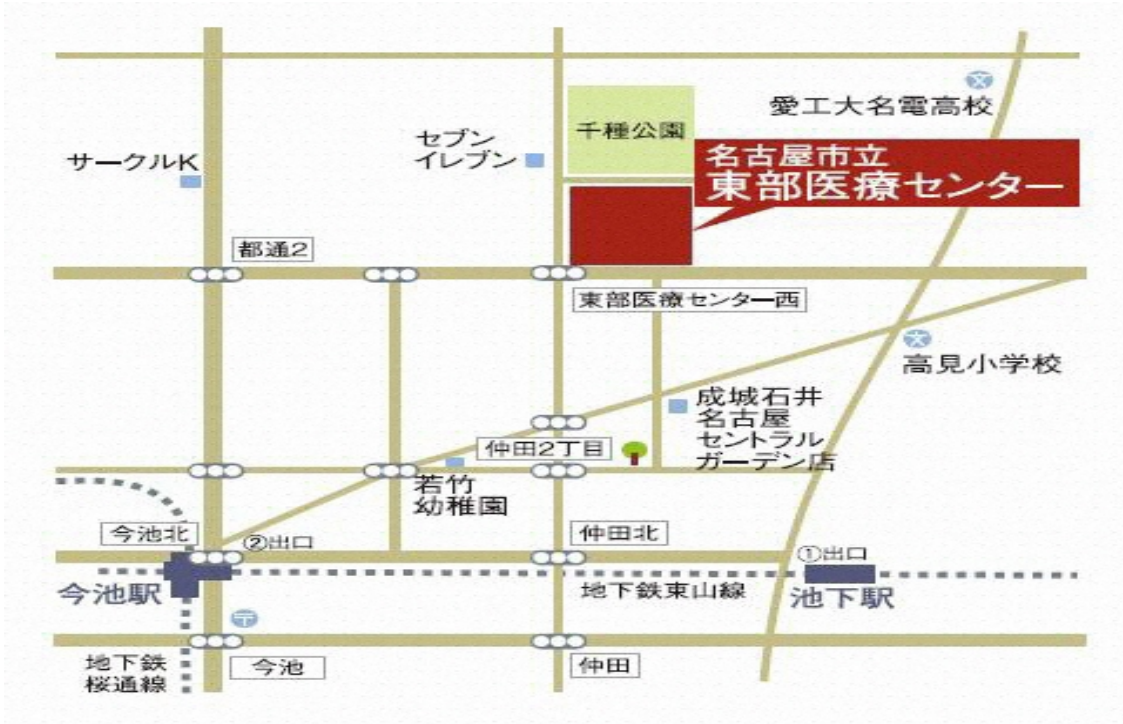 愛工大名電高校
千種公園
セブン
イレブン
サークルK
名古屋市立
東部医療センター
都通2
東部医療センター西
高見小学校
成城石井
名古屋
セントラル
ガーデン店
仲田2丁目
若竹
幼稚園
今池北
②出口
仲田北
①出口
今池駅
地下鉄東山線
池下駅
地下鉄
桜通線
今池
仲田
文
文
〒